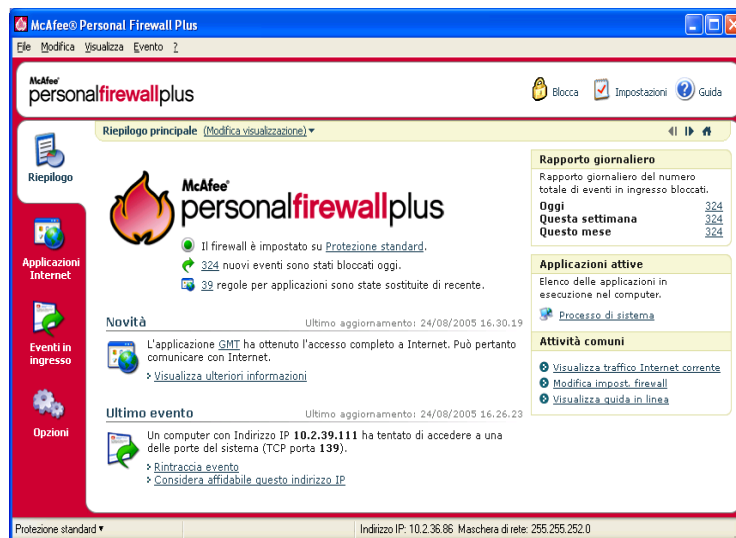 McAfee® Personal Firewall Plus
File Modifica Visualizza Evento ?
McAfee®
personalfirewallplus
Blocca
Impostazioni
Guida
Riepilogo principale (Modifica visualizzazione)
Riepilogo
Applicazioni
Internet
Eventi in
ingresso
Opzioni
McAfee®
personalfirewallplus
Il firewall è impostato su Protezione standard.
324 nuovi eventi sono stati bloccati oggi.
39 regole per applicazioni sono state sostituite di recente.
Novità
Ultimo aggiornamento: 24/08/2005 16.30.19
L'applicazione GMT ha ottenuto l'accesso completo a Internet. Può pertanto
comunicare con Internet.
Visualizza ulteriori informazioni
Ultimo evento
Ultimo aggiornamento: 24/08/2005 16.26.23
Un computer con Indirizzo IP 10.2.39.111 ha tentato di accedere a una
delle porte del sistema (TCP porta 139).
Rintraccia evento
Considera affidabile questo indirizzo IP
Rapporto giornaliero
Rapporto giornaliero del numero
totale di eventi in ingresso bloccati.
Oggi 324
Questa settimana 324
Questo mese 324
Applicazioni attive
Elenco delle applicazioni in
esecuzione nel computer.
Processo di sistema
Attività comuni
Visualizza traffico Internet corrente
Modifica impost. firewall
Visualizza guida in linea
Protezione standard
Indirizzo IP: 10.2.36.86 Maschera di rete: 255.255.252.0